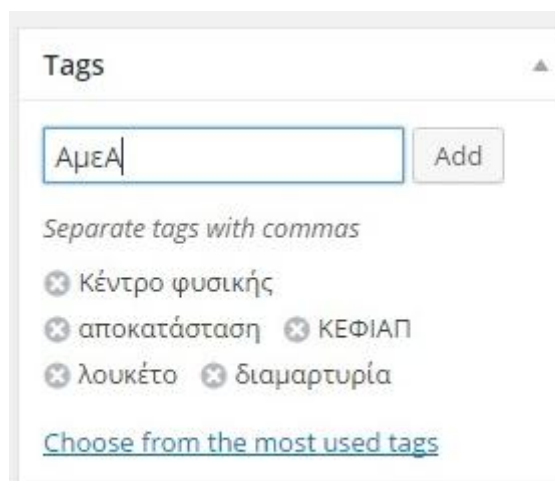 Tags
ΑμεΑ Add
Separate tags with commas
Κέντρο φυσικής
αποκατάσταση ΚΕΦΙΑΠ
λουκέτο διαμαρτυρία
Choose from the most used tags